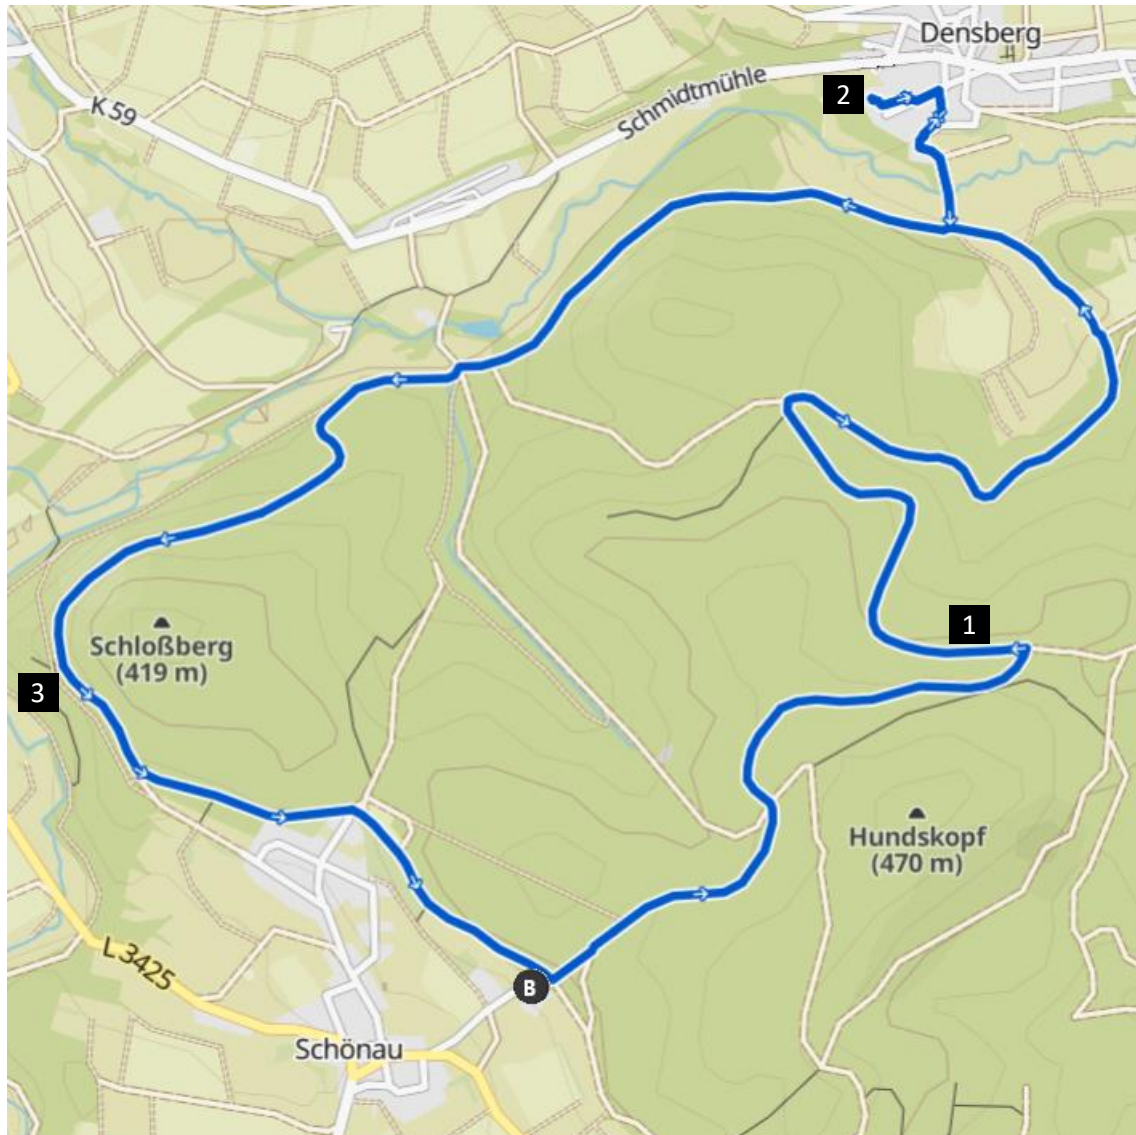 Densberg
2
Schmidtmühle
K 59
1
Schloßberg
(419 m)
3
Hundskopf
(470 m)
L 3425
B
Schönau